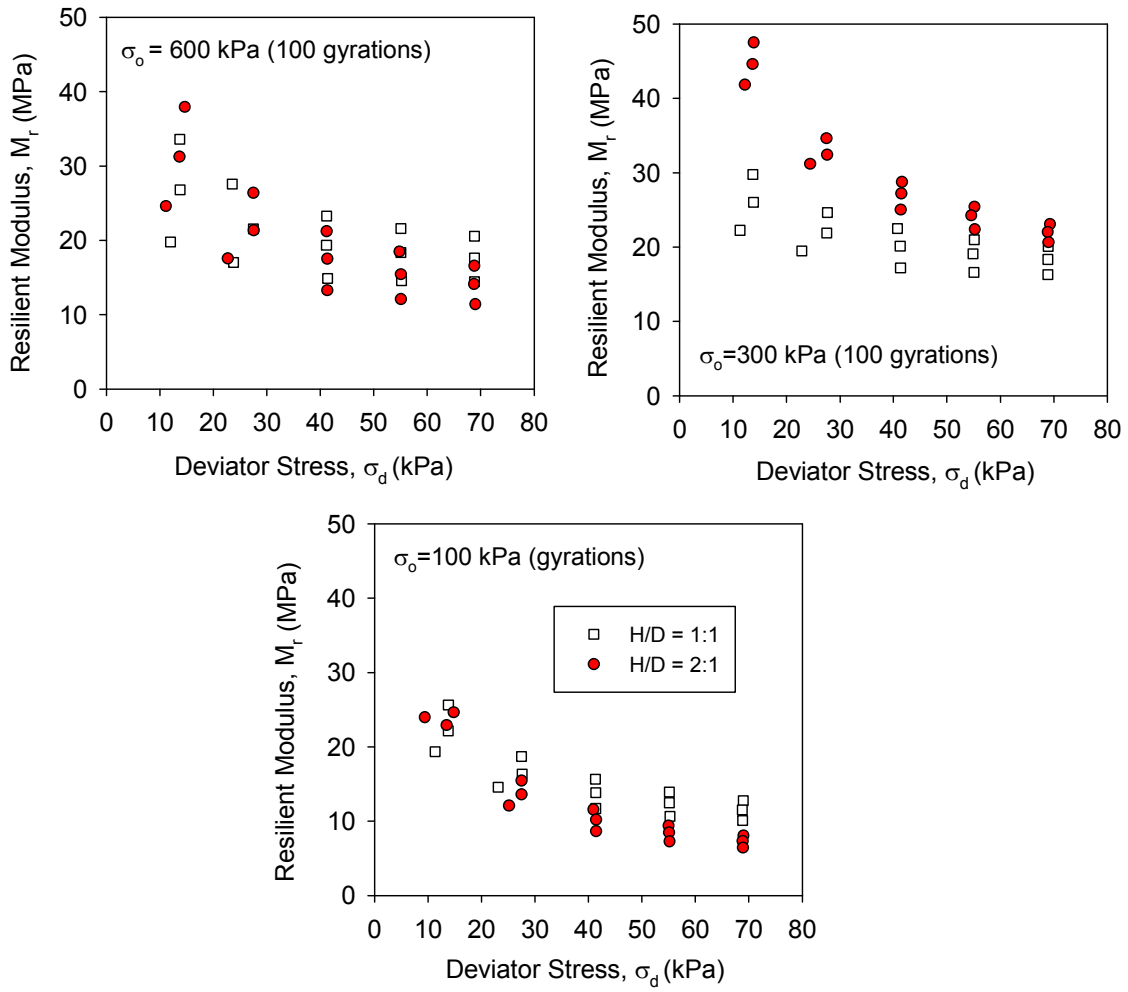 50
σo = 600 kPa (100 gyrations)
40
30
20
10
0
Resilient Modulus, Mr (MPa)
0 10 20 30 40 50 60 70 80
Deviator Stress, σd (kPa)
50
40
30
20
10
0
Resilient Modulus, Mr (MPa)
σo=300 kPa (100 gyrations)
0 10 20 30 40 50 60 70 80
Deviator Stress, σd (kPa)
50
σo=100 kPa (gyrations)
40
30
20
10
0
Resilient Modulus, Mr (MPa)
H/D = 1:1
H/D = 2:1
0 10 20 30 40 50 60 70 80
Deviator Stress, σd (kPa)